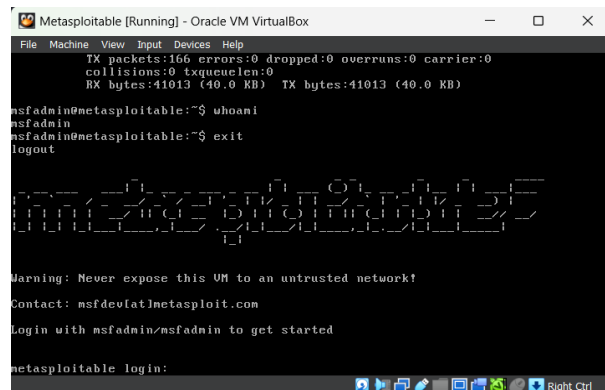 Metasploitable [Running] - Oracle VM VirtualBox
File Machine View Input Devices Help
TX packets:166 errors:0 dropped:0 overruns:0 carrier:0
collisions:0 txqueuelen:0
RX bytes:41013 (40.0 KB) TX bytes:41013 (40.0 KB)
msfadmin@metasploitable:~$ whoami
msfadmin
msfadmin@metasploitable:~$ exit
logout
metasploitable2
Warning: Never expose this VM to an untrusted network!
Contact: msfdev[at]metasploit.com
Login with msfadmin/msfadmin to get started
metasploitable login:
Right Ctrl